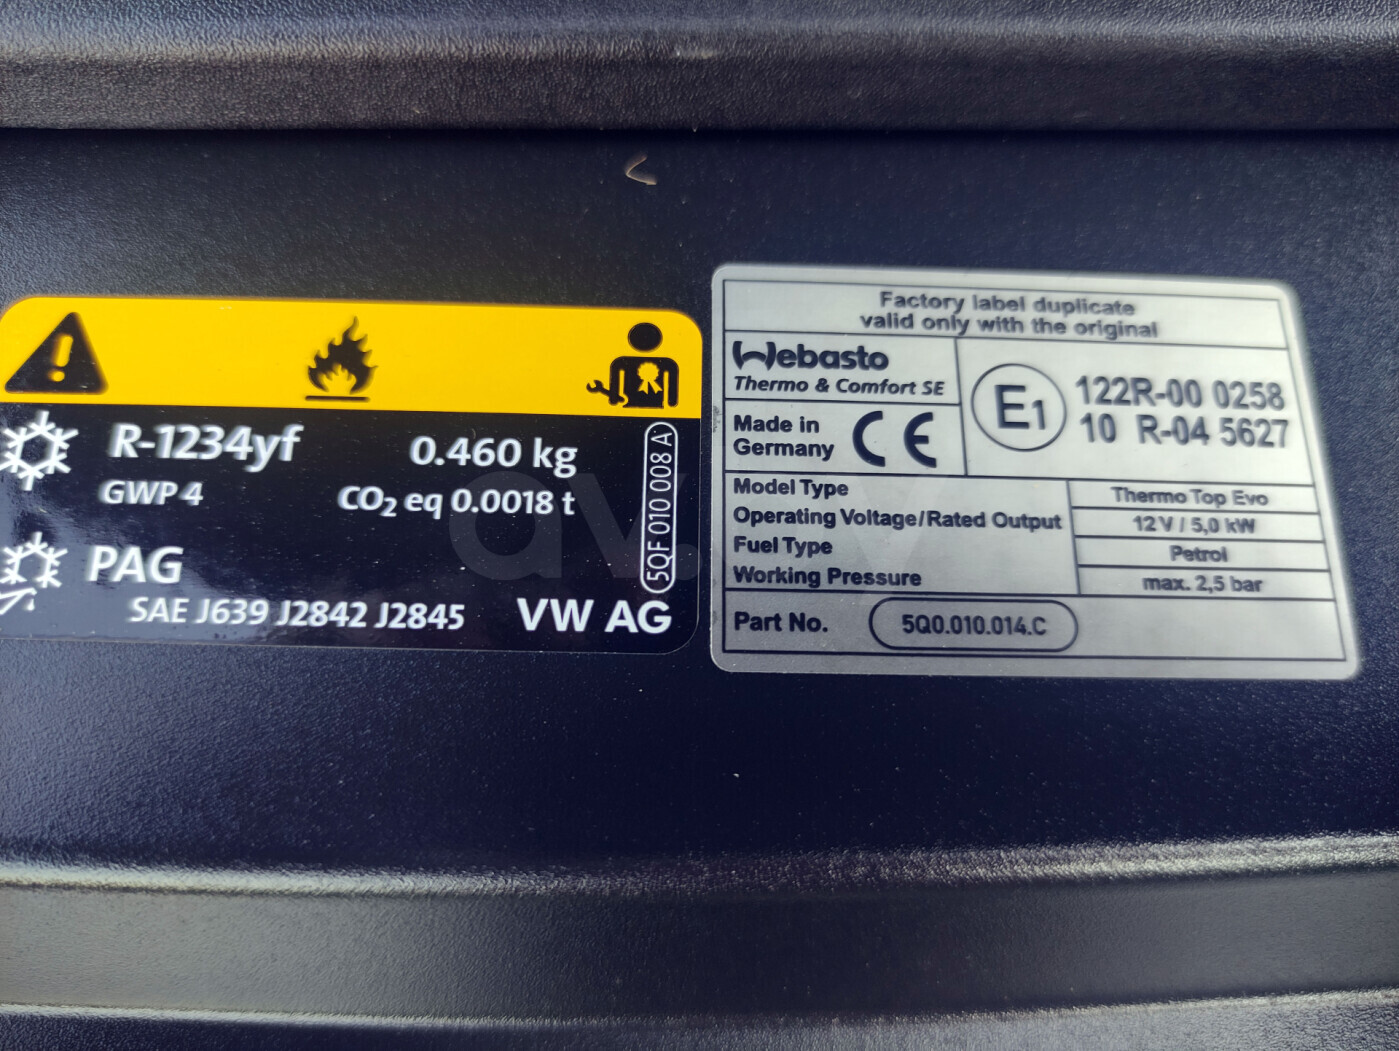 R-1234yf 0.460 kg
GWP 4 CO₂ eq 0.0018 t
PAG
SAE J639 J2842 J2845 VW AG
5QF 010 008 A
Factory label duplicate
valid only with the original
Webasto
Thermo & Comfort SE
Made in
Germany
CE
E1
122R-00 0258
10 R-04 5627
Model Type Thermo Top Evo
Operating Voltage/Rated Output 12V / 5,0 kW
Fuel Type Petrol
Working Pressure max. 2,5 bar
Part No. 5Q0.010.014.C
av.by